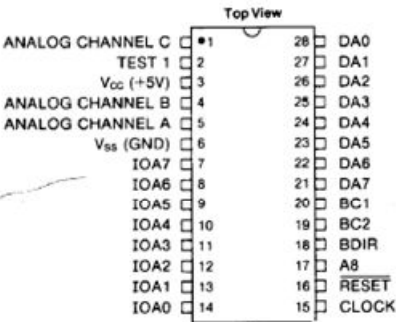 Top View
ANALOG CHANNEL C 1 28 DA0
TEST 1 2 27 DA1
Vcc (+5V) 3 26 DA2
ANALOG CHANNEL B 4 25 DA3
ANALOG CHANNEL A 5 24 DA4
Vss (GND) 6 23 DA5
IOA7 7 22 DA6
IOA6 8 21 DA7
IOA5 9 20 BC1
IOA4 10 19 BC2
IOA3 11 18 BDIR
IOA2 12 17 A8
IOA1 13 16 RESET
IOA0 14 15 CLOCK